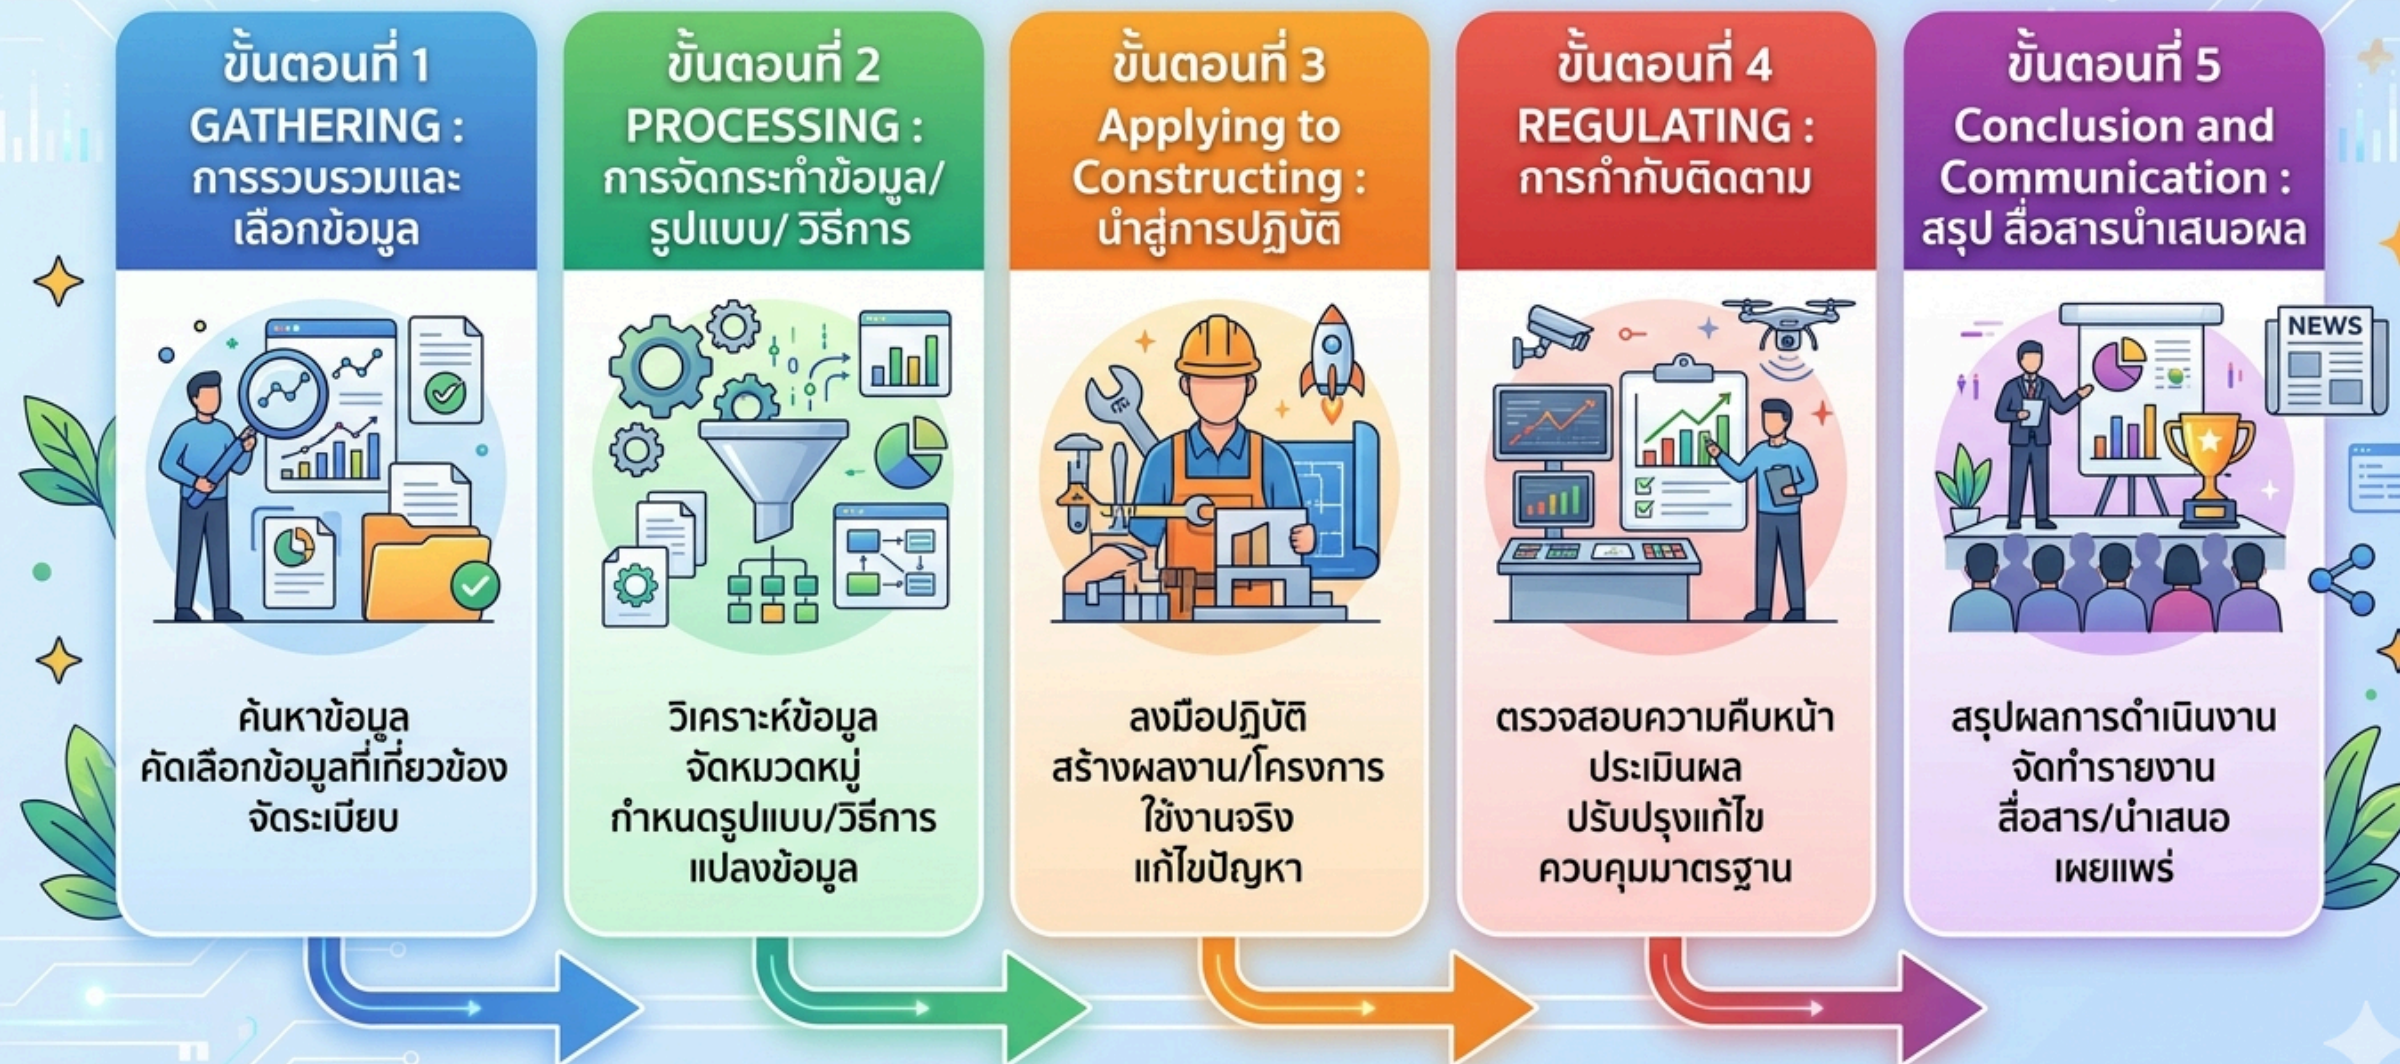 ขั้นตอนที่ 1
GATHERING :
การรวบรวมและ
เลือกข้อมูล
ค้นหาข้อมูล
คัดเลือกข้อมูลที่เกี่ยวข้อง
จัดระเบียบ
ขั้นตอนที่ 2
PROCESSING :
การจัดกระทำข้อมูล/
รูปแบบ/ วิธีการ
วิเคราะห์ข้อมูล
จัดหมวดหมู่
กำหนดรูปแบบ/วิธีการ
แปลงข้อมูล
ขั้นตอนที่ 3
Applying to
Constructing :
นำสู่การปฏิบัติ
ลงมือปฏิบัติ
สร้างผลงาน/โครงการ
ใช้งานจริง
แก้ไขปัญหา
ขั้นตอนที่ 4
REGULATING :
การกำกับติดตาม
ตรวจสอบความคืบหน้า
ประเมินผล
ปรับปรุงแก้ไข
ควบคุมมาตรฐาน
ขั้นตอนที่ 5
Conclusion and
Communication :
สรุป สื่อสารนำเสนอผล
NEWS
สรุปผลการดำเนินงาน
จัดทำรายงาน
สื่อสาร/นำเสนอ
เผยแพร่